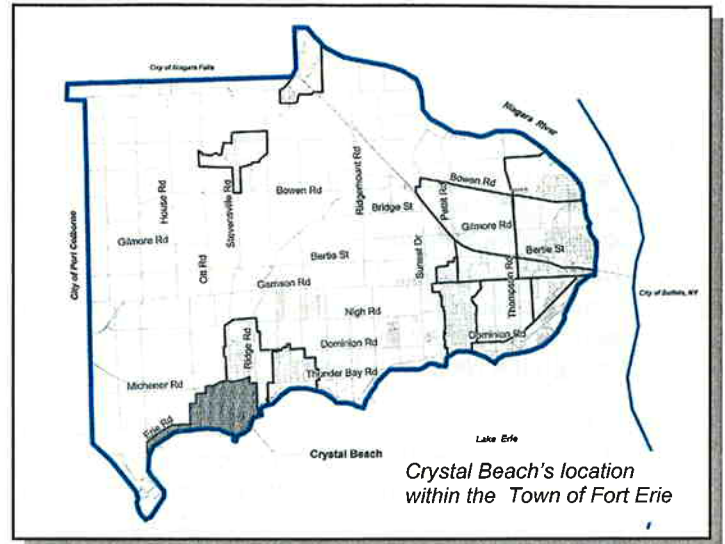 City of Niagara Falls
Niagara River
City of Port Colborne
House Rd
Stevensville Rd
Ridgemount Rd
Bowen Rd
Bowen Rd
Pettit Rd
Bridge St
Gilmore Rd
Gilmore Rd
Bertie St
Bertie St
Ott Rd
Sunset Dr
Thompson Rd
Garrison Rd
City of Buffalo, NY
Nigh Rd
Dominion Rd
Dominion Rd
Ridge Rd
Thunder Bay Rd
Michener Rd
Erie Rd
Crystal Beach
Lake Erie
Crystal Beach's location
within the Town of Fort Erie